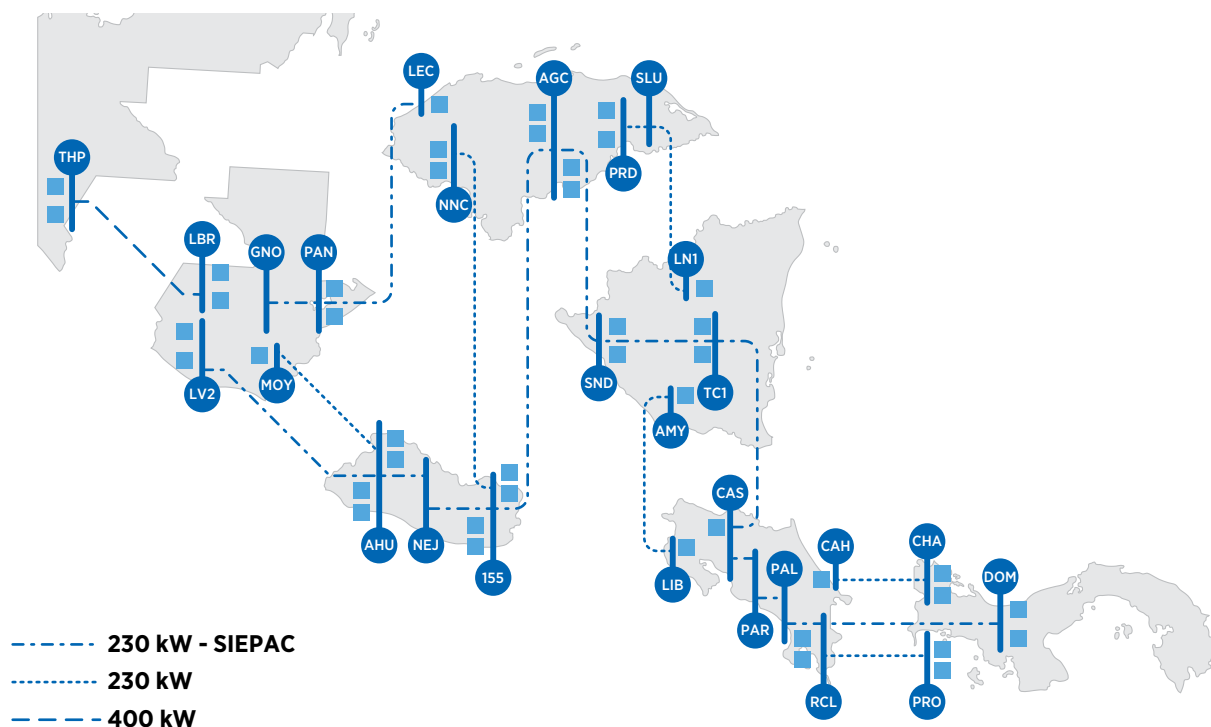 LEC
AGC
SLU
THP
PRD
NNC
LBR
GNO
PAN
LN1
LV2
MOY
SND
TC1
AMY
CAS
AHU
NEJ
155
LIB
PAL
CAH
CHA
DOM
PAR
RCL
PRO
230 kW - SIEPAC
230 kW
400 kW